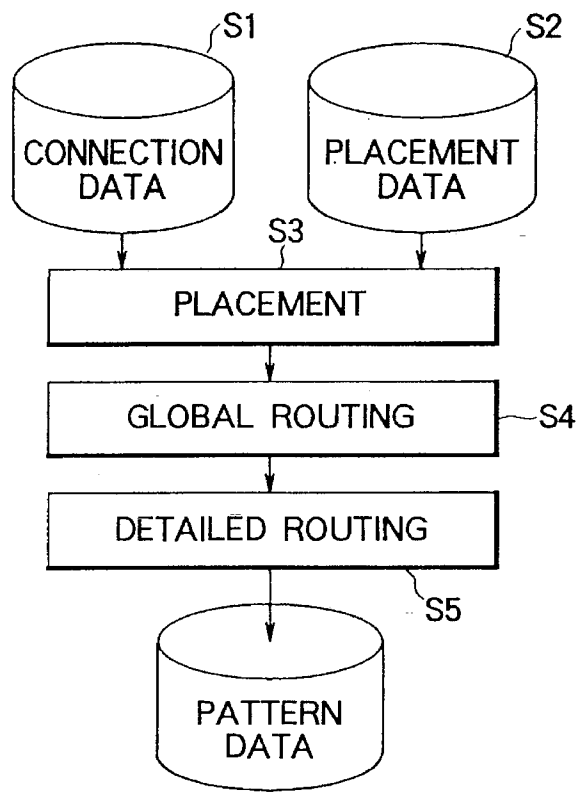 S1
S2
CONNECTION
DATA
PLACEMENT
DATA
S3
PLACEMENT
GLOBAL ROUTING
S4
DETAILED ROUTING
S5
PATTERN
DATA